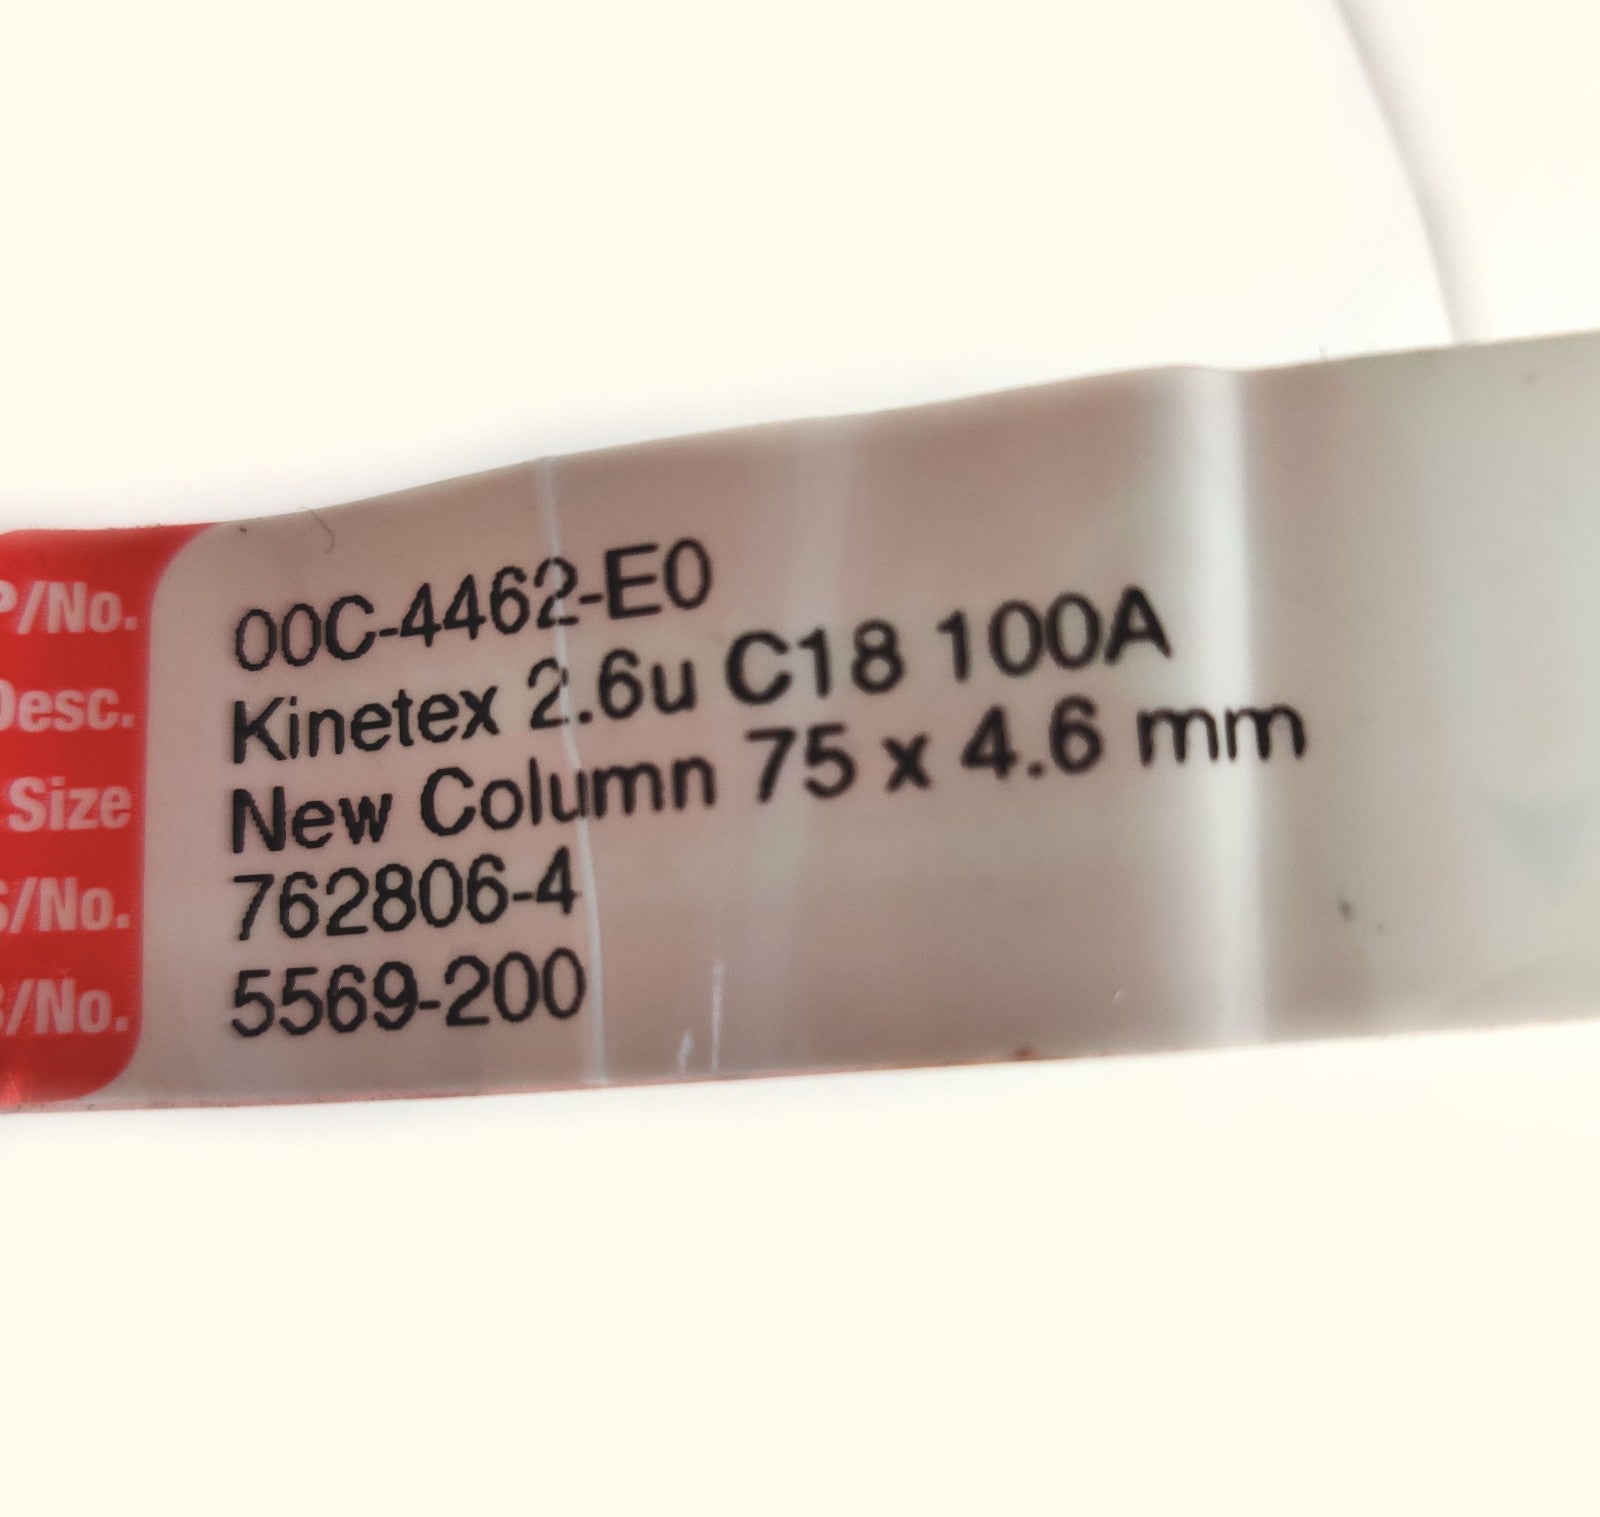 P/No. 00C-4462-E0
Desc. Kinetex 2.6u C18 100A
Size New Column 75 x 4.6 mm
S/No. 762806-4
B/No. 5569-200